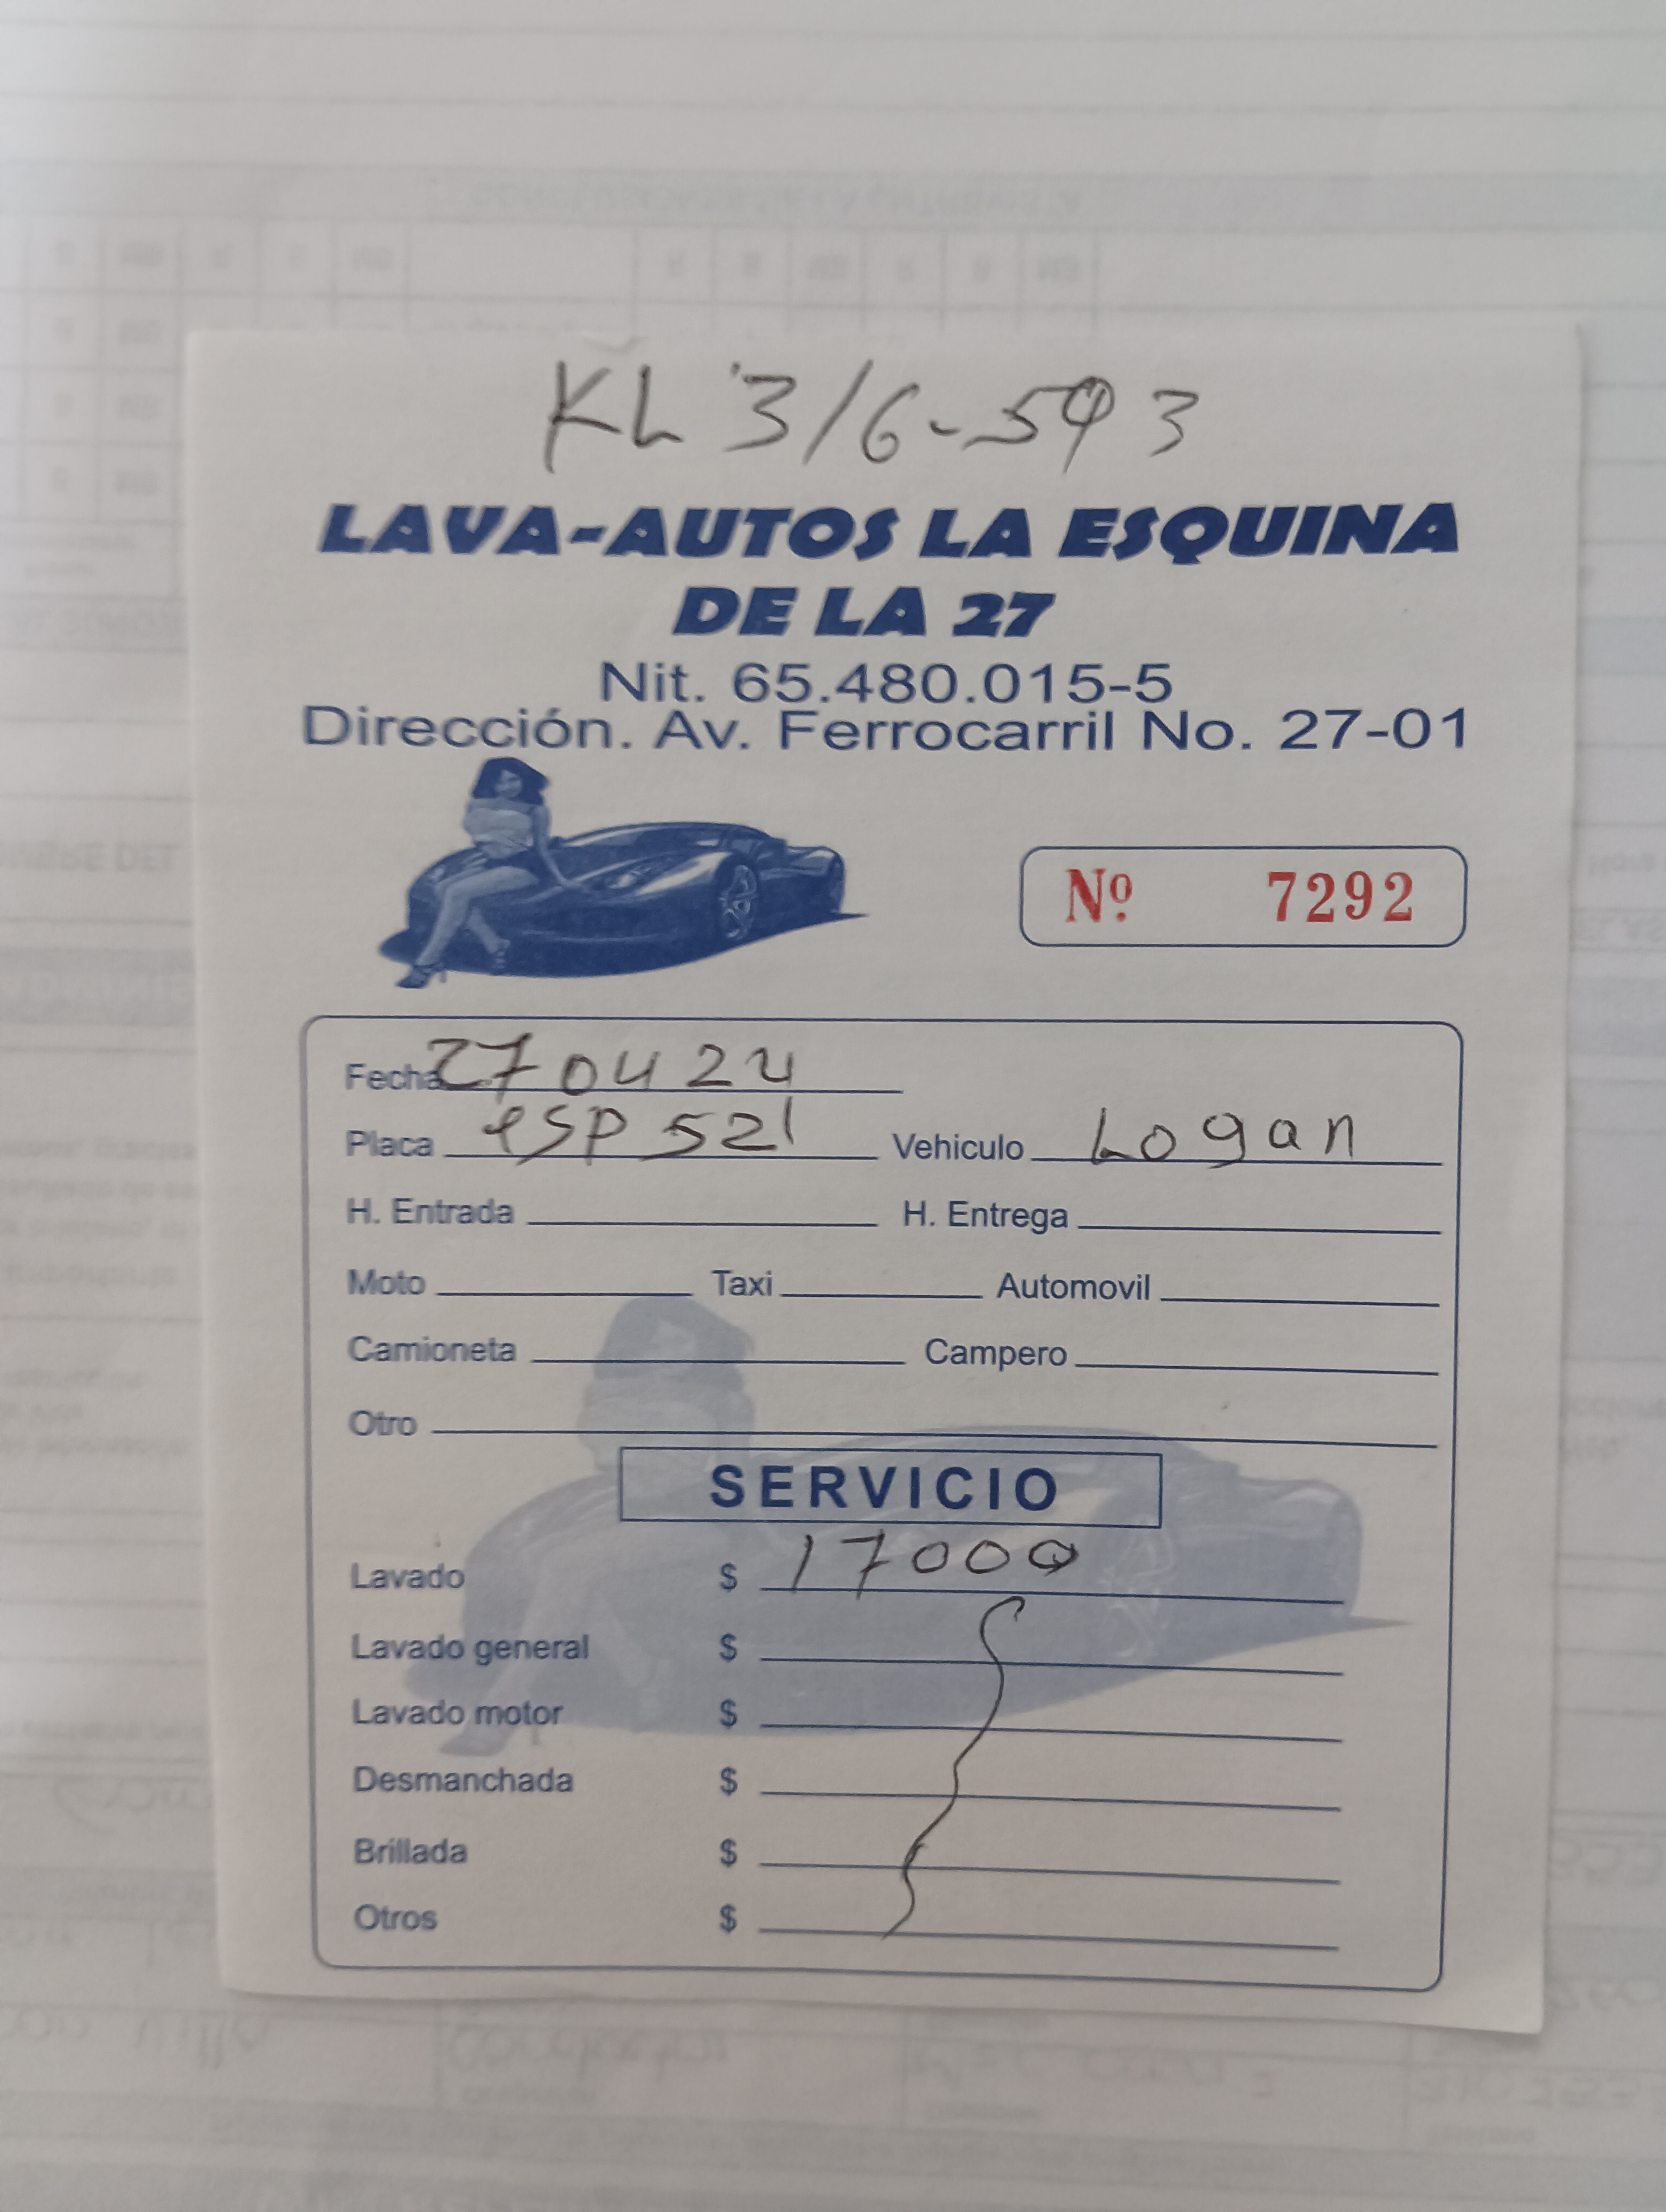 KL 316-593
LAVA-AUTOS LA ESQUINA
DE LA 27
Nit. 65.480.015-5
Dirección. Av. Ferrocarril No. 27-01
Nº 7292
Fecha 270424
Placa eSP 521 Vehiculo Logan
H. Entrada H. Entrega
Moto Taxi Automovil
Camioneta Campero
Otro
SERVICIO
Lavado $ 17000
Lavado general $
Lavado motor $
Desmanchada $
Brillada $
Otros $